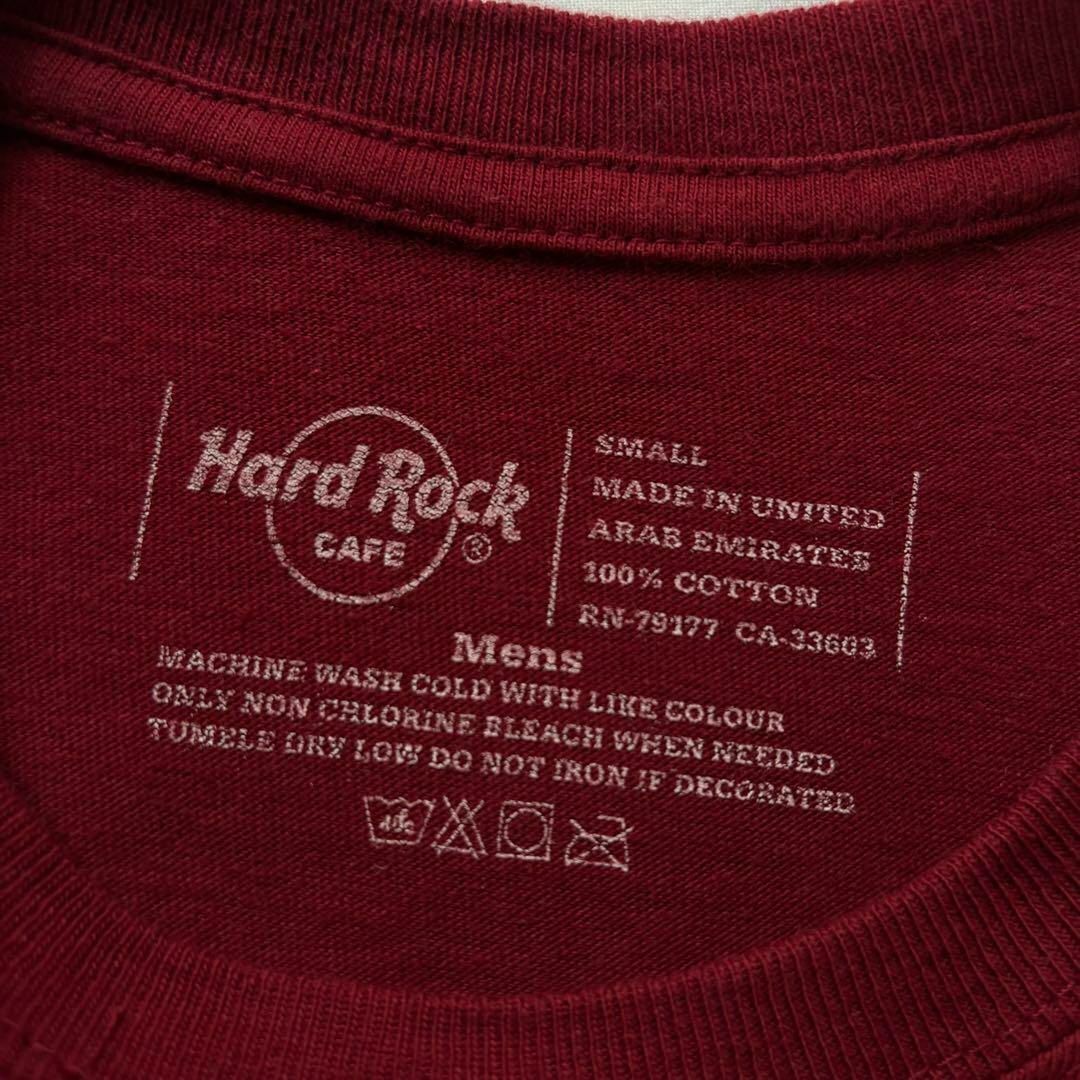 Hard Rock
CAFE
®
SMALL
MADE IN UNITED
ARAB EMIRATES
100% COTTON
RN-79177 CA-33603
Mens
MACHINE WASH COLD WITH LIKE COLOUR
ONLY NON CHLORINE BLEACH WHEN NEEDED
TUMBLE DRY LOW DO NOT IRON IF DECORATED